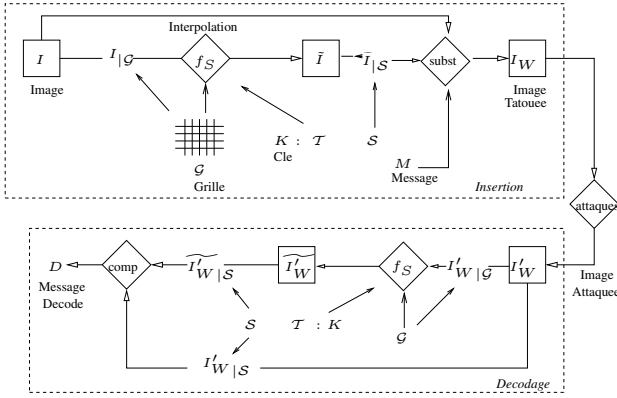 Interpolation
I
I|G
f_S
Ĩ
Ĩ|S
subst
I_W
Image
Image
Tatouee
K : T
Cle
S
G
Grille
M
Message
Insertion
attaques
D
comp
I'_W|S
I'_W
f_S
I'_W|G
I'_W
Message
Decode
Image
Attaquee
S
T : K
G
I'_W|S
Decodage